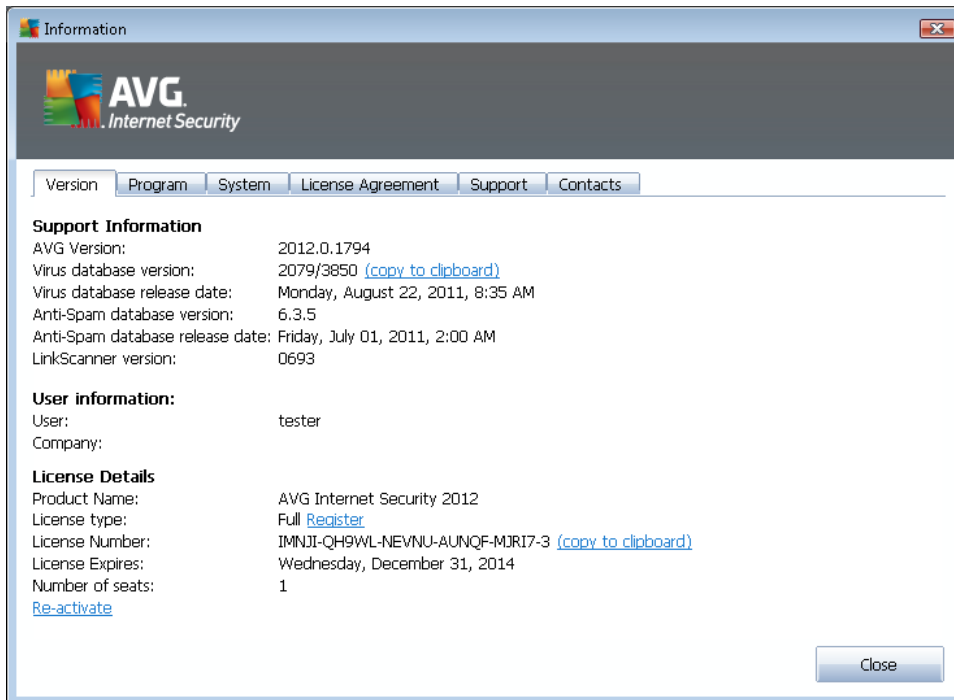 Information
AVG.
Internet Security
Version Program System License Agreement Support Contacts
Support Information
AVG Version: 2012.0.1794
Virus database version: 2079/3850 (copy to clipboard)
Virus database release date: Monday, August 22, 2011, 8:35 AM
Anti-Spam database version: 6.3.5
Anti-Spam database release date: Friday, July 01, 2011, 2:00 AM
LinkScanner version: 0693
User information:
User: tester
Company:
License Details
Product Name: AVG Internet Security 2012
License type: Full Register
License Number: IMNJI-QH9WL-NEVNU-AUNQF-MJRI7-3 (copy to clipboard)
License Expires: Wednesday, December 31, 2014
Number of seats: 1
Re-activate
Close